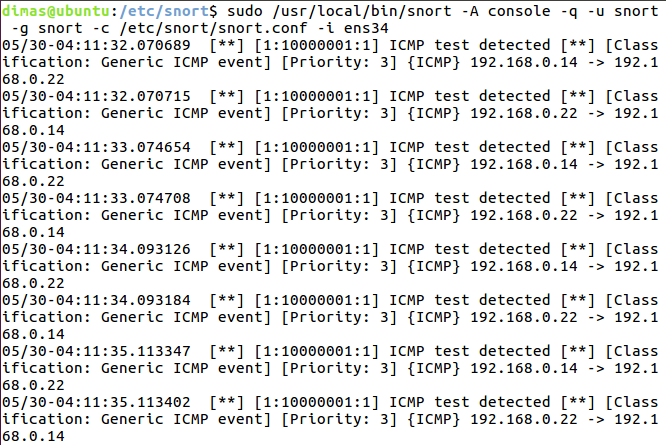 dimas@ubuntu:/etc/snort$ sudo /usr/local/bin/snort -A console -q -u snort
 -g snort -c /etc/snort/snort.conf -i ens34
05/30-04:11:32.070689  [**] [1:10000001:1] ICMP test detected [**] [Class
ification: Generic ICMP event] [Priority: 3] {ICMP} 192.168.0.14 -> 192.1
68.0.22
05/30-04:11:32.070715  [**] [1:10000001:1] ICMP test detected [**] [Class
ification: Generic ICMP event] [Priority: 3] {ICMP} 192.168.0.22 -> 192.1
68.0.14
05/30-04:11:33.074654  [**] [1:10000001:1] ICMP test detected [**] [Class
ification: Generic ICMP event] [Priority: 3] {ICMP} 192.168.0.14 -> 192.1
68.0.22
05/30-04:11:33.074708  [**] [1:10000001:1] ICMP test detected [**] [Class
ification: Generic ICMP event] [Priority: 3] {ICMP} 192.168.0.22 -> 192.1
68.0.14
05/30-04:11:34.093126  [**] [1:10000001:1] ICMP test detected [**] [Class
ification: Generic ICMP event] [Priority: 3] {ICMP} 192.168.0.14 -> 192.1
68.0.22
05/30-04:11:34.093184  [**] [1:10000001:1] ICMP test detected [**] [Class
ification: Generic ICMP event] [Priority: 3] {ICMP} 192.168.0.22 -> 192.1
68.0.14
05/30-04:11:35.113347  [**] [1:10000001:1] ICMP test detected [**] [Class
ification: Generic ICMP event] [Priority: 3] {ICMP} 192.168.0.14 -> 192.1
68.0.22
05/30-04:11:35.113402  [**] [1:10000001:1] ICMP test detected [**] [Class
ification: Generic ICMP event] [Priority: 3] {ICMP} 192.168.0.22 -> 192.1
68.0.14